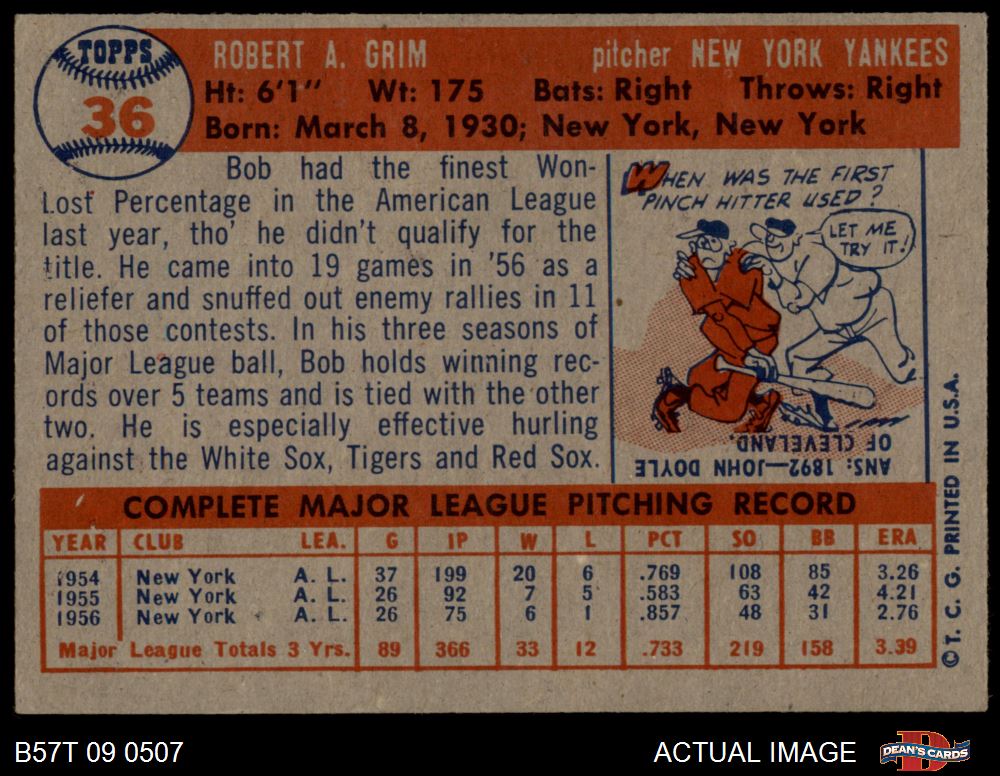 TOPPS
36
ROBERT A. GRIM pitcher NEW YORK YANKEES
Ht: 6'1" Wt: 175 Bats: Right Throws: Right
Born: March 8, 1930; New York, New York
Bob had the finest Won-
Lost Percentage in the American League
last year, tho' he didn't qualify for the
title. He came into 19 games in '56 as a
reliefer and snuffed out enemy rallies in 11
of those contests. In his three seasons of
Major League ball, Bob holds winning rec-
ords over 5 teams and is tied with the other
two. He is especially effective hurling
against the White Sox, Tigers and Red Sox.
WHEN WAS THE FIRST
PINCH HITTER USED?
LET ME
TRY IT!
ANS: 1892—JOHN DOYLE
OF CLEVELAND.
COMPLETE MAJOR LEAGUE PITCHING RECORD
YEAR CLUB LEA. G IP W L PCT SO BB ERA
1954 New York A. L. 37 199 20 6 .769 108 85 3.26
1955 New York A. L. 26 92 7 5 .583 63 42 4.21
1956 New York A. L. 26 75 6 1 .857 48 31 2.76
Major League Totals 3 Yrs. 89 366 33 12 .733 219 158 3.39
© T. C. G. PRINTED IN U.S.A.
B57T 09 0507 ACTUAL IMAGE DEAN'S CARDS